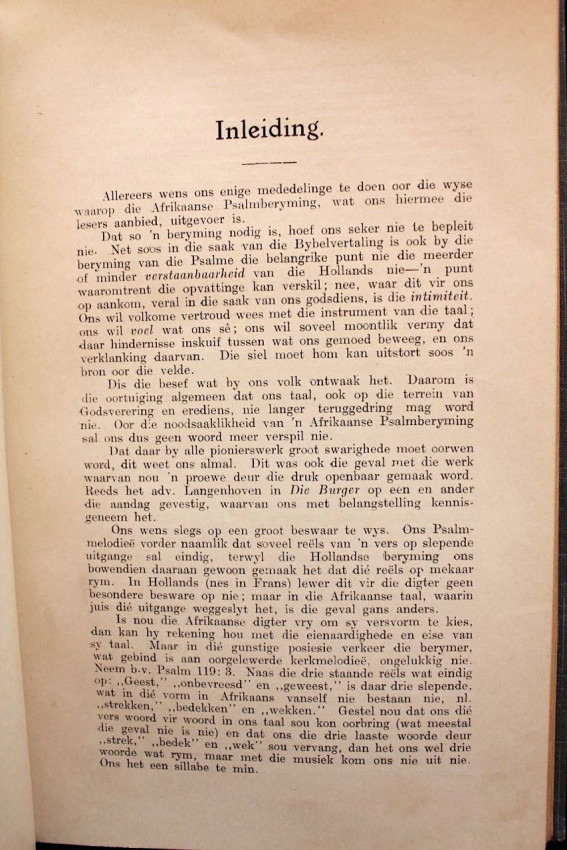 Inleiding.
Allereers wens ons enige mededelinge te doen oor die wyse
waarop die Afrikaanse Psalmberyming, wat ons hiermee die
lesers aanbied, uitgevoer is.
Dat so 'n beryming nodig is, hoef ons seker nie te bepleit
nie. Net soos in die saak van die Bybelvertaling is ook by die
beryming van die Psalme die belangrike punt nie die meerder
of minder verstaanbaarheid van die Hollands nie—'n punt
waaromtrent die opvattinge kan verskil; nee, waar dit vir ons
op aankom, veral in die saak van ons godsdiens, is die intimiteit.
Ons wil volkome vertroud wees met die instrument van die taal;
ons wil voel wat ons sê; ons wil soveel moontlik vermy dat
daar hindernisse inskuif tussen wat ons gemoed beweeg, en ons
verklanking daarvan. Die siel moet hom kan uitstort soos 'n
bron oor die velde.
Dis die besef wat by ons volk ontwaak het. Daarom is
die oortuiging algemeen dat ons taal, ook op die terrein van
Godsverering en erediens, nie langer teruggedring mag word
nie. Oor die noodsaaklikheid van 'n Afrikaanse Psalmberyming
sal ons dus geen woord meer verspil nie.
Dat daar by alle pionierswerk groot swarighede moet oorwen
word, dit weet ons almal. Dit was ook die geval met die werk
waarvan nou 'n proewe deur die druk openbaar gemaak word.
Reeds het adv. Langenhoven in Die Burger op een en ander
die aandag gevestig, waarvan ons met belangstelling kennis-
geneem het.
Ons wens slegs op een groot beswaar te wys. Ons Psalm-
melodieë vorder naamlik dat soveel reëls van 'n vers op slepende
uitgange sal eindig, terwyl die Hollandse beryming ons
bowendien daaraan gewoon gemaak het dat dié reëls op mekaar
rym. In Hollands (nes in Frans) lewer dit vir die digter geen
besondere besware op nie; maar in die Afrikaanse taal, waarin
juis dié uitgange weggeslyt het, is die geval gans anders.
Is nou die Afrikaanse digter vry om sy versvorm te kies,
dan kan hy rekening hou met die eienaardighede en eise van
sy taal. Maar in dié gunstige posiesie verkeer die berymer,
wat gebind is aan oorgelewerde kerkmelodieë, ongelukkig nie.
Neem b.v. Psalm 119: 3. Naas die drie staande reëls wat eindig
op: „Geest,” „onbevreesd” en „geweest,” is daar drie slepende,
wat in dié vorm in Afrikaans vanself nie bestaan nie, nl.
„strekken,” „bedekken” en „wekken.” Gestel nou dat ons dié
vers woord vir woord in ons taal sou kon oorbring (wat meestal
die geval nie is nie) en dat ons die drie laaste woorde deur
„strek,” „bedek” en „wek” sou vervang, dan het ons wel drie
woorde wat rym, maar met die musiek kom ons nie uit nie.
Ons het een sillabe te min.